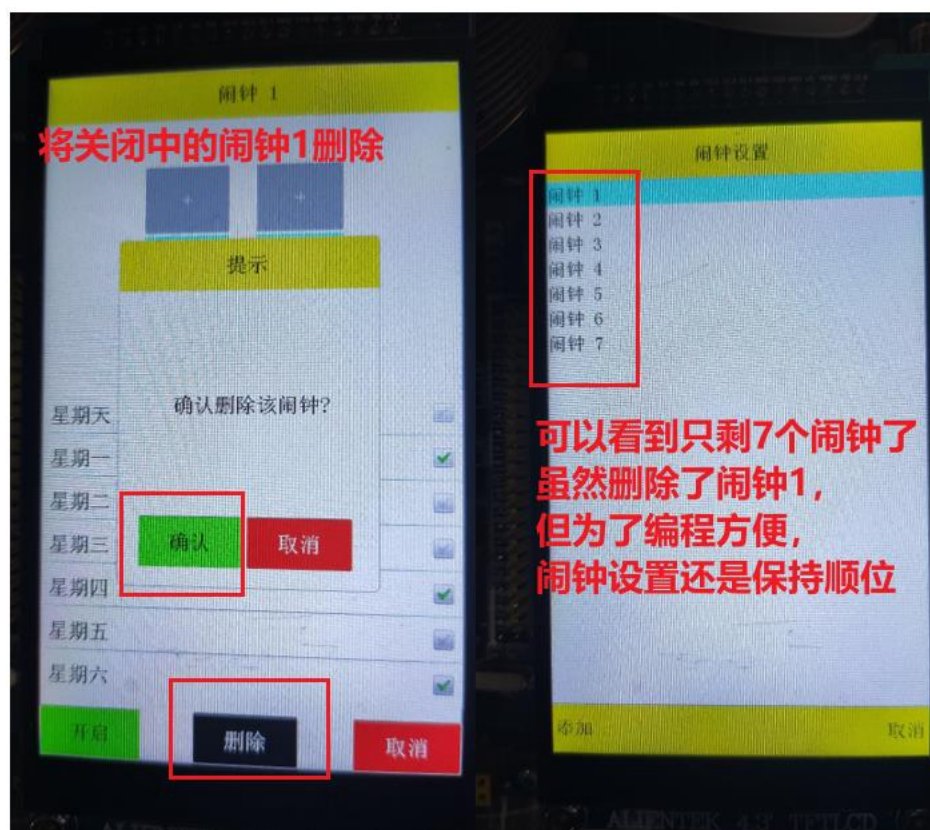 闹钟 1
将关闭中的闹钟1删除
+ +
提示
确认删除该闹钟?
星期天
星期一
星期二
星期三
确认 取消
星期四
星期五
星期六
开启 删除 取消
闹钟设置
闹钟 1
闹钟 2
闹钟 3
闹钟 4
闹钟 5
闹钟 6
闹钟 7
可以看到只剩7个闹钟了
虽然删除了闹钟1，
但为了编程方便，
闹钟设置还是保持顺位
添加 取消
ALIENTEK 4.3' TFTLCD